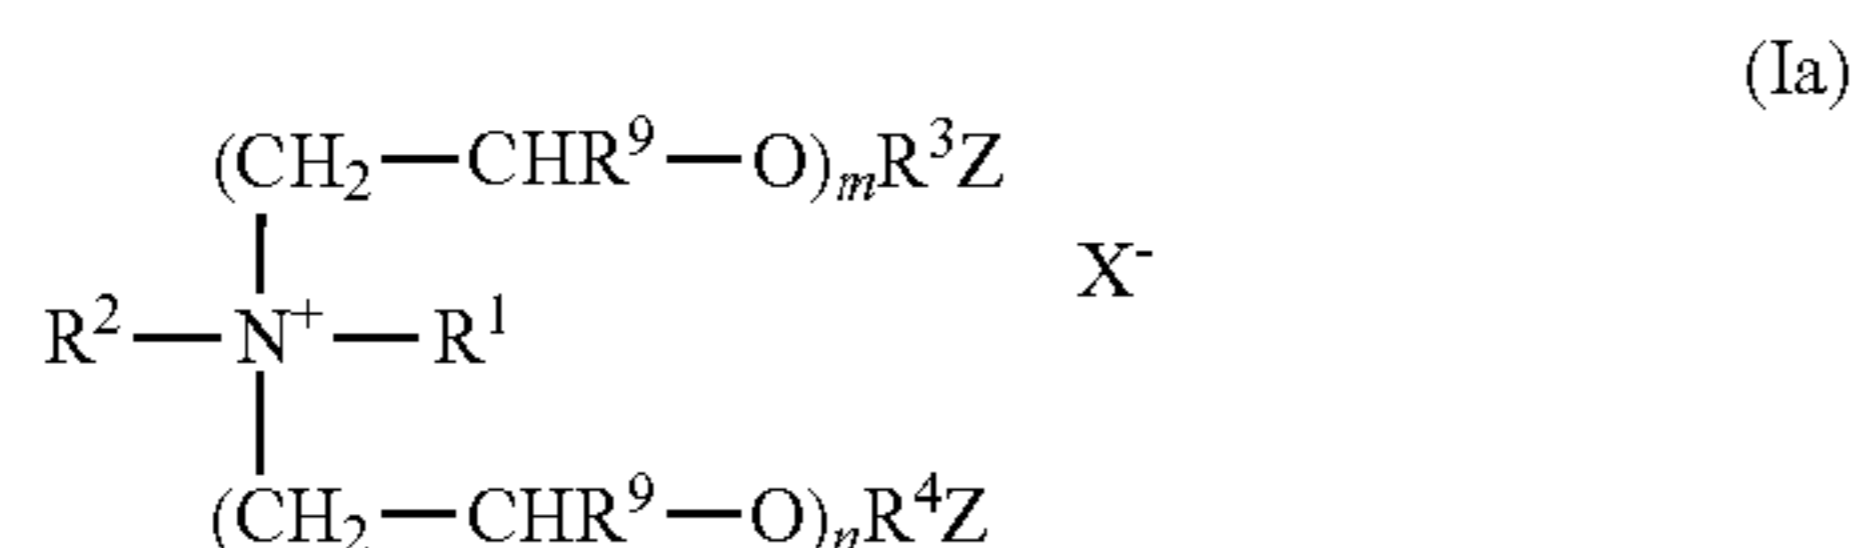 (Ia)
(CH₂—CHR⁹—O)ₘR³Z
X⁻
R²—N⁺—R¹
(CH₂—CHR⁹—O)ₙR⁴Z